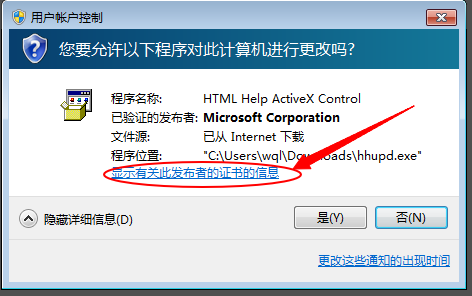 用户帐户控制
您要允许以下程序对此计算机进行更改吗?
程序名称: HTML Help ActiveX Control
已验证的发布者: Microsoft Corporation
文件源: 已从 Internet 下载
程序位置: "C:\Users\wql\Downloads\hhupd.exe"
显示有关此发布者的证书的信息
隐藏详细信息(D)
是(Y)
否(N)
更改这些通知的出现时间